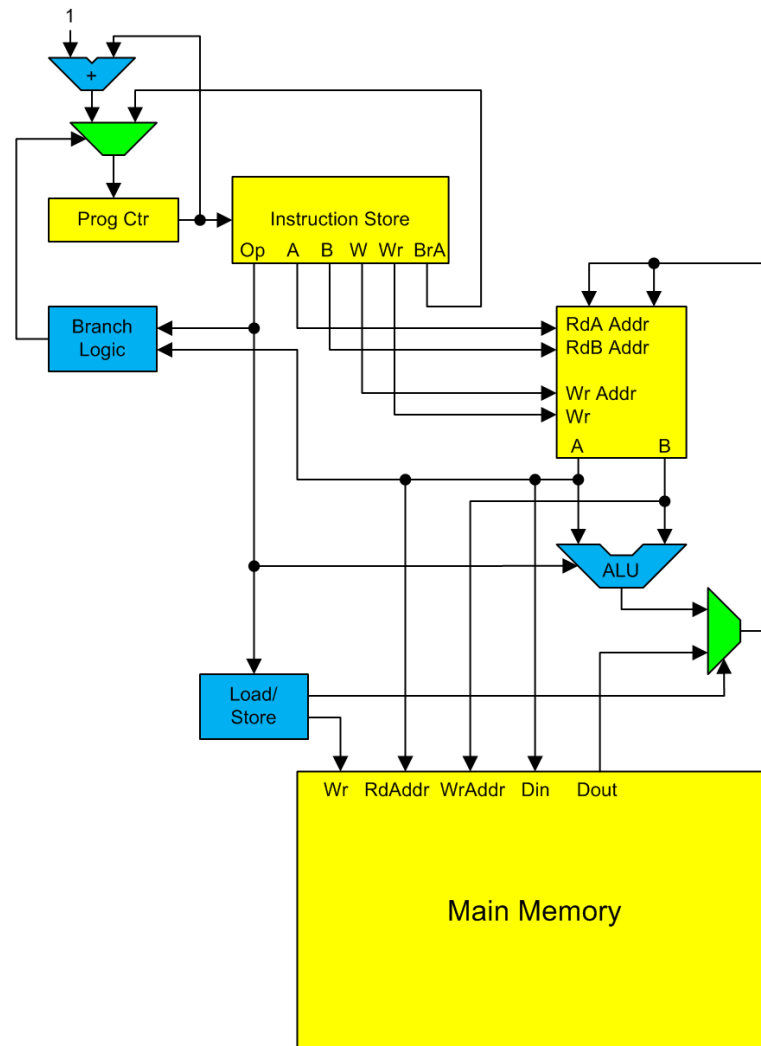 1
+
Prog Ctr
Instruction Store
Op A B W Wr BrA
Branch
Logic
RdA Addr
RdB Addr
Wr Addr
Wr
A B
ALU
Load/
Store
Wr RdAddr WrAddr Din Dout
Main Memory